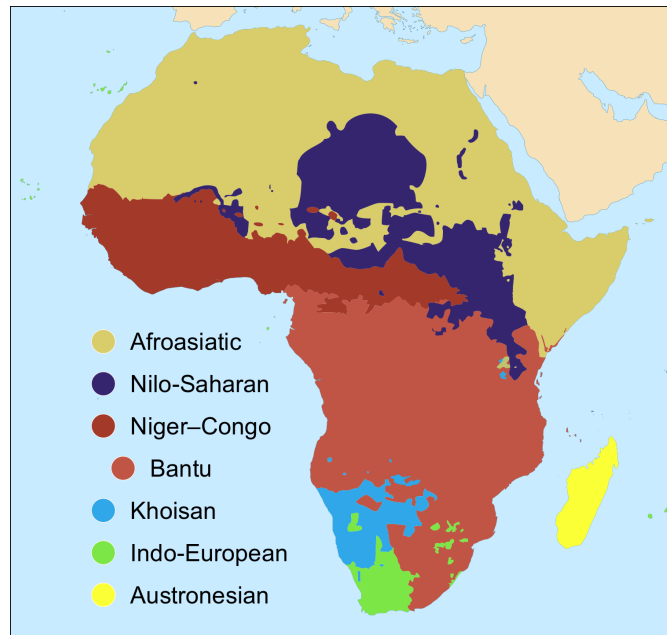 Afroasiatic
Nilo-Saharan
Niger–Congo
Bantu
Khoisan
Indo-European
Austronesian